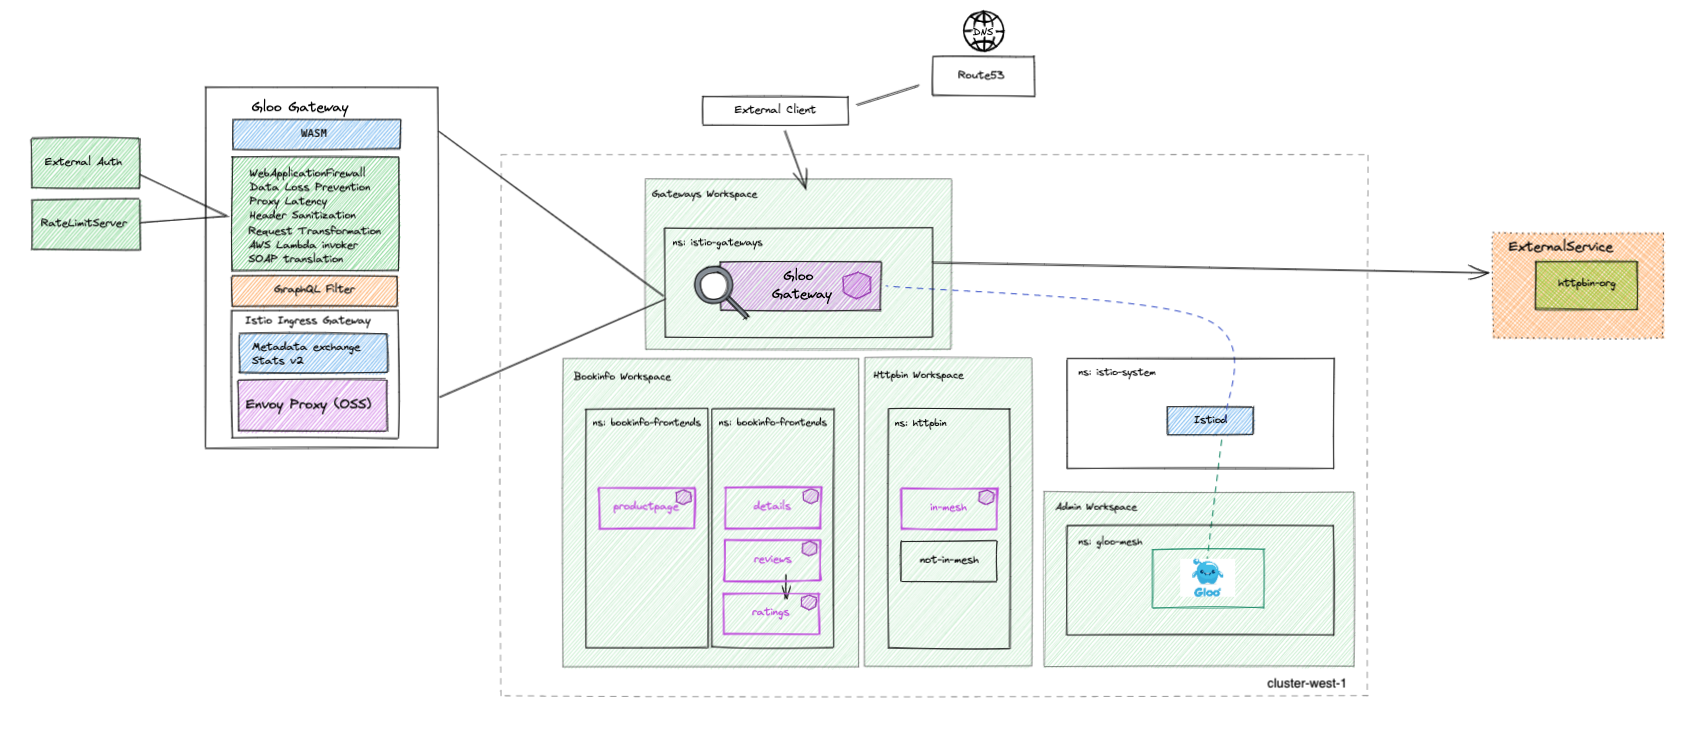 DNS
Route53
External Client
Gloo Gateway
WASM
External Auth
RateLimitServer
WebApplicationFirewall
Data Loss Prevention
Proxy Latency
Header Sanitization
Request Transformation
AWS Lambda invoker
SOAP translation
GraphQL Filter
Istio Ingress Gateway
Metadata exchange
Stats v2
Envoy Proxy (OSS)
Gateways Workspace
ns: istio-gateways
Gloo
Gateway
ExternalService
httpbin-org
Bookinfo Workspace
ns: bookinfo-frontends
productpage
ns: bookinfo-frontends
details
reviews
ratings
Httpbin Workspace
ns: httpbin
in-mesh
not-in-mesh
ns: istio-system
Istiod
Admin Workspace
ns: gloo-mesh
Gloo
cluster-west-1